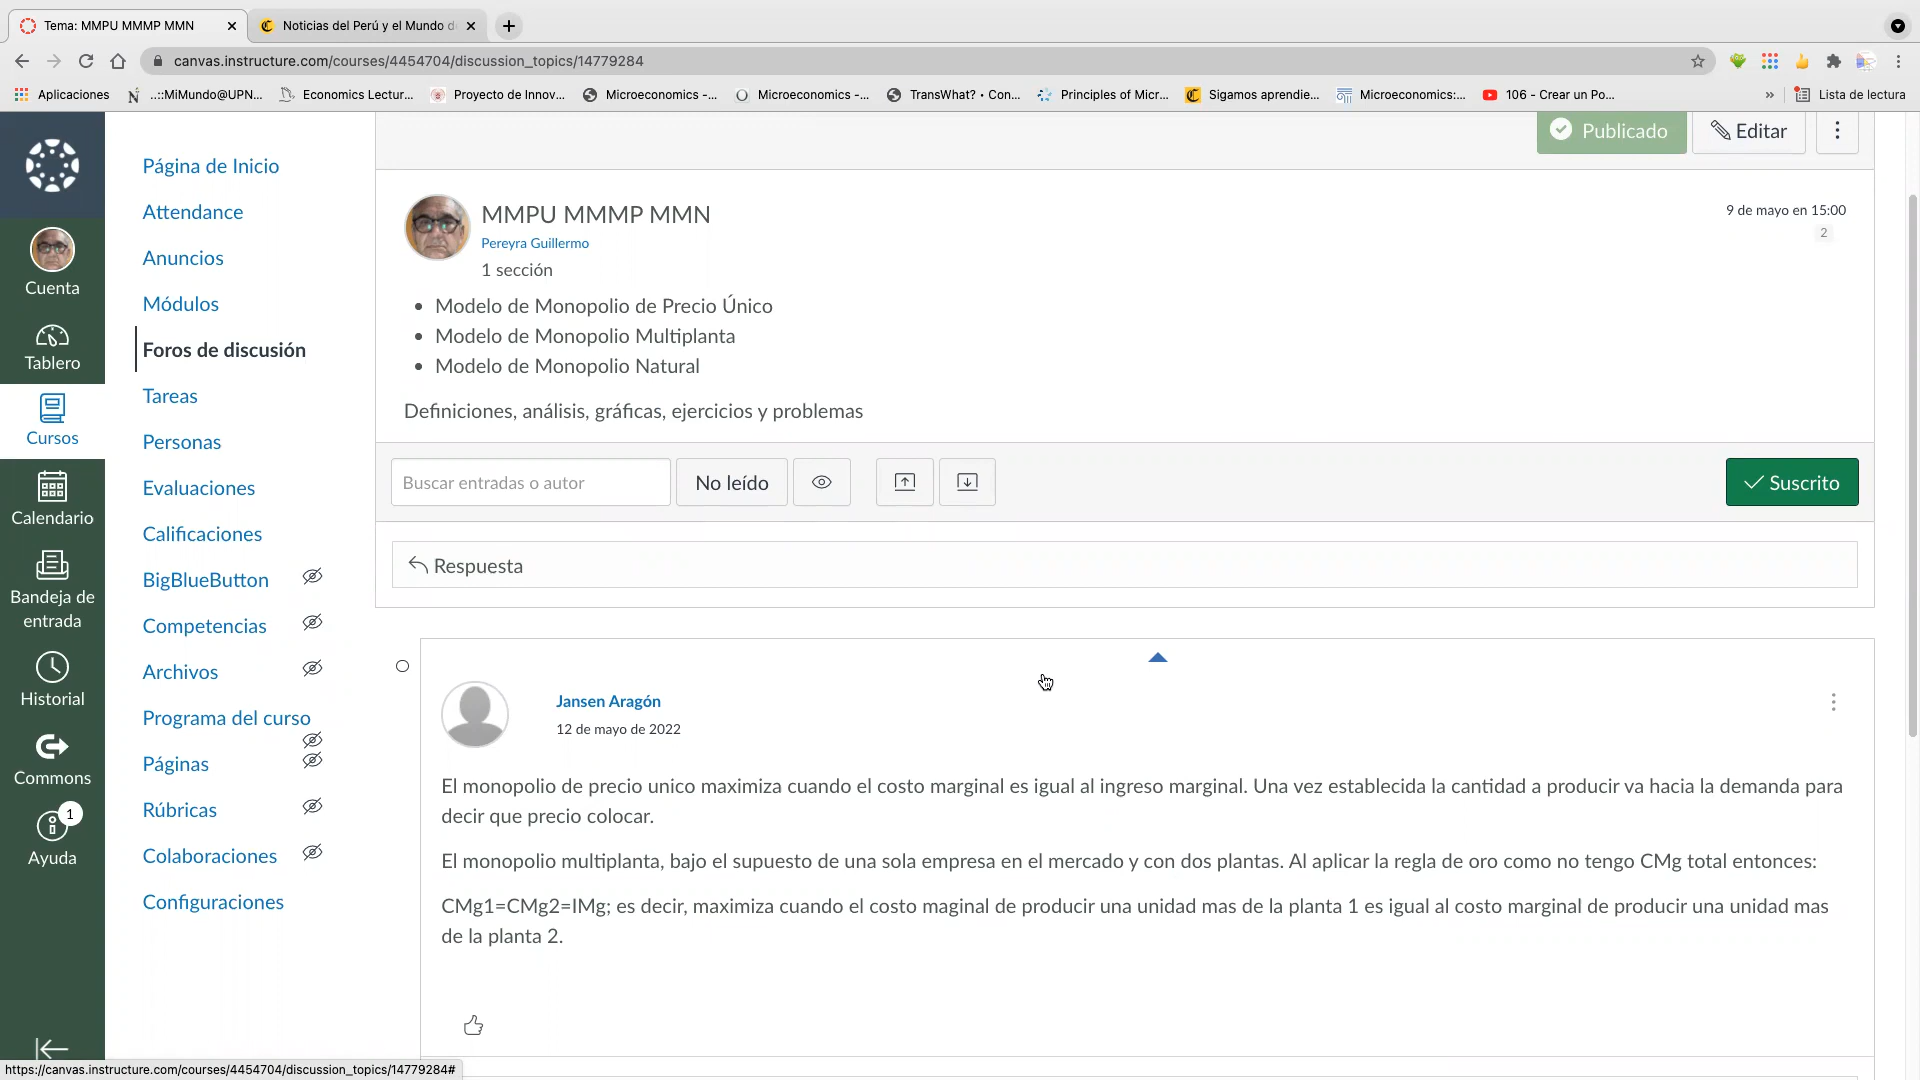 Tema: MMPU MMMP MMN
Noticias del Perú y el Mundo d
canvas.instructure.com/courses/4454704/discussion_topics/14779284
Aplicaciones
..::MiMundo@UPN...
Economics Lectur...
Proyecto de Innov...
Microeconomics -...
Microeconomics -...
TransWhat? • Con...
Principles of Micr...
Sigamos aprendie...
Microeconomics:...
106 - Crear un Po...
»
Lista de lectura
Cuenta
Tablero
Cursos
Calendario
Bandeja de
entrada
Historial
Commons
1
Ayuda
Página de Inicio
Attendance
Anuncios
Módulos
Foros de discusión
Tareas
Personas
Evaluaciones
Calificaciones
BigBlueButton
Competencias
Archivos
Programa del curso
Páginas
Rúbricas
Colaboraciones
Configuraciones
Publicado
Editar
MMPU MMMP MMN
9 de mayo en 15:00
Pereyra Guillermo
2
1 sección
• Modelo de Monopolio de Precio Único
• Modelo de Monopolio Multiplanta
• Modelo de Monopolio Natural
Definiciones, análisis, gráficas, ejercicios y problemas
Buscar entradas o autor
No leído
Suscrito
Respuesta
Jansen Aragón
12 de mayo de 2022
El monopolio de precio unico maximiza cuando el costo marginal es igual al ingreso marginal. Una vez establecida la cantidad a producir va hacia la demanda para
decir que precio colocar.
El monopolio multiplanta, bajo el supuesto de una sola empresa en el mercado y con dos plantas. Al aplicar la regla de oro como no tengo CMg total entonces:
CMg1=CMg2=IMg; es decir, maximiza cuando el costo maginal de producir una unidad mas de la planta 1 es igual al costo marginal de producir una unidad mas
de la planta 2.
https://canvas.instructure.com/courses/4454704/discussion_topics/14779284#